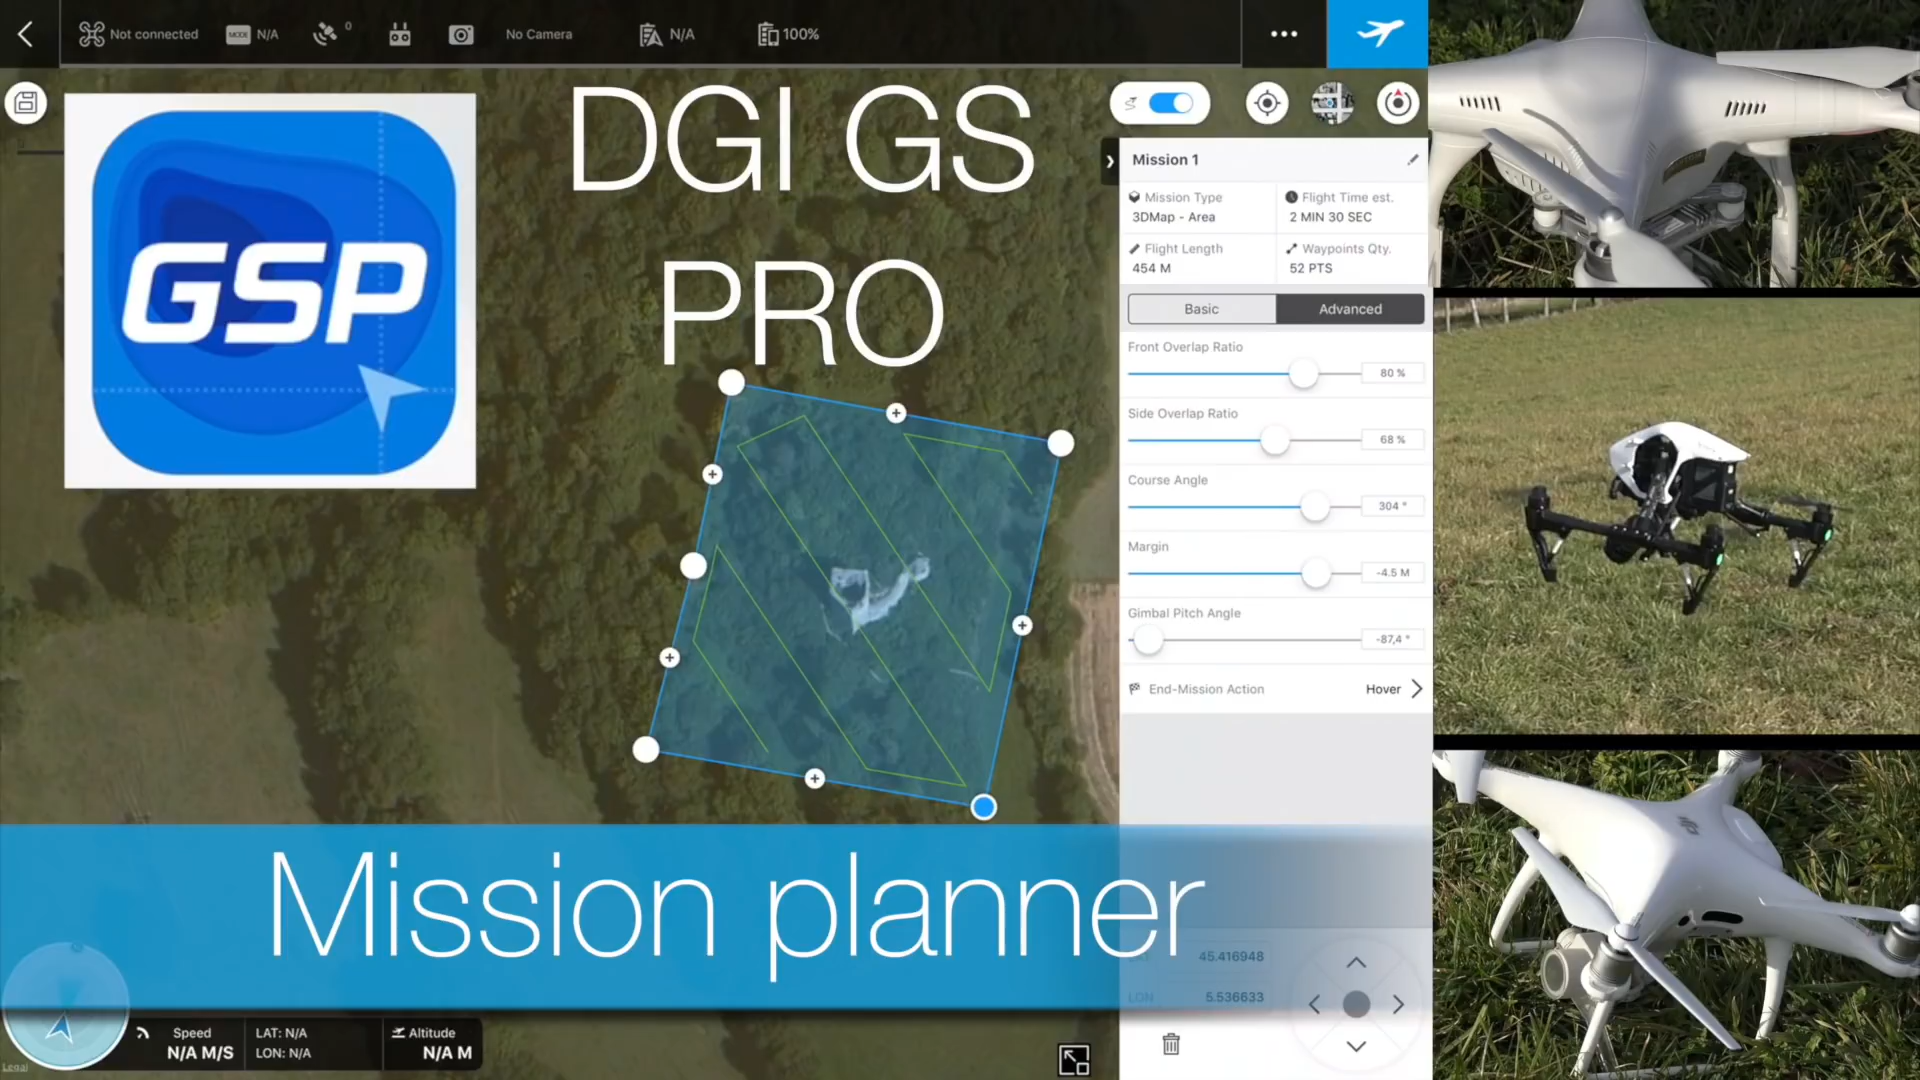 Not connected
MODE
N/A
0
No Camera
N/A
100%
GSP
DGI GS
PRO
Mission 1
Mission Type
3DMap - Area
Flight Time est.
2 MIN 30 SEC
Flight Length
454 M
Waypoints Qty.
52 PTS
Basic
Advanced
Front Overlap Ratio
80 %
Side Overlap Ratio
68 %
Course Angle
304 °
Margin
-4.5 M
Gimbal Pitch Angle
-87,4 °
End-Mission Action
Hover
Mission planner
45.416948
LON
5.536633
Speed
N/A M/S
LAT: N/A
LON: N/A
Altitude
N/A M
Legal